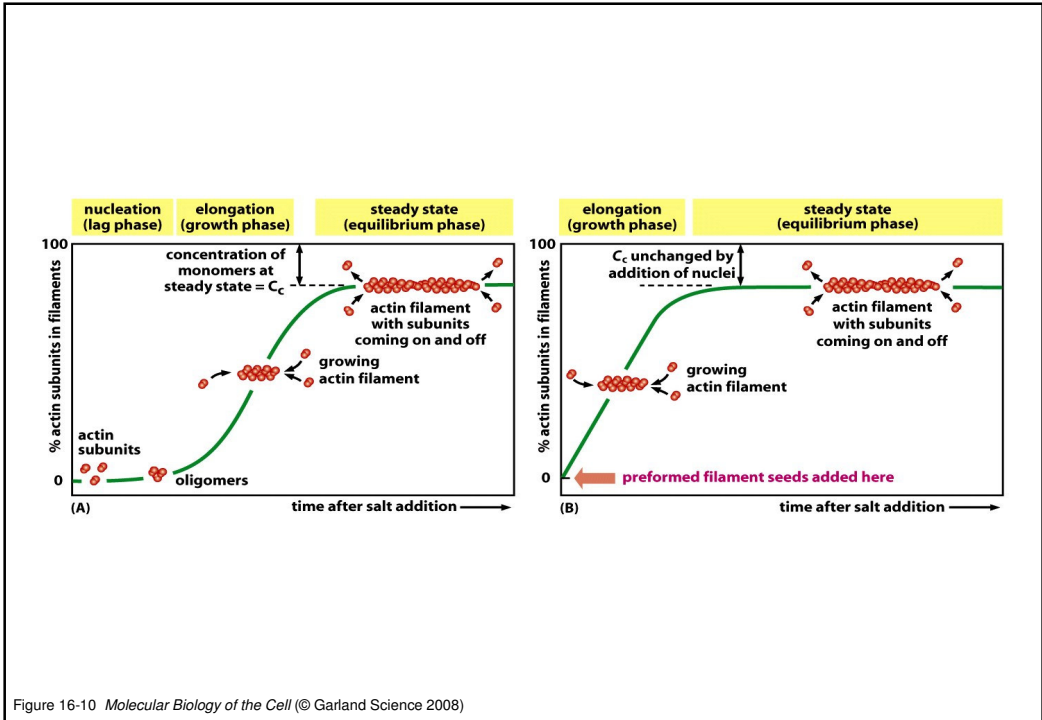 nucleation
(lag phase)
elongation
(growth phase)
steady state
(equilibrium phase)
100
concentration of
monomers at
steady state = Cc
actin filament
with subunits
coming on and off
growing
actin filament
% actin subunits in filaments
actin
subunits
oligomers
0
(A)
time after salt addition
elongation
(growth phase)
steady state
(equilibrium phase)
100
Cc unchanged by
addition of nuclei
actin filament
with subunits
coming on and off
growing
actin filament
% actin subunits in filaments
0
preformed filament seeds added here
(B)
time after salt addition
Figure 16-10 Molecular Biology of the Cell (© Garland Science 2008)